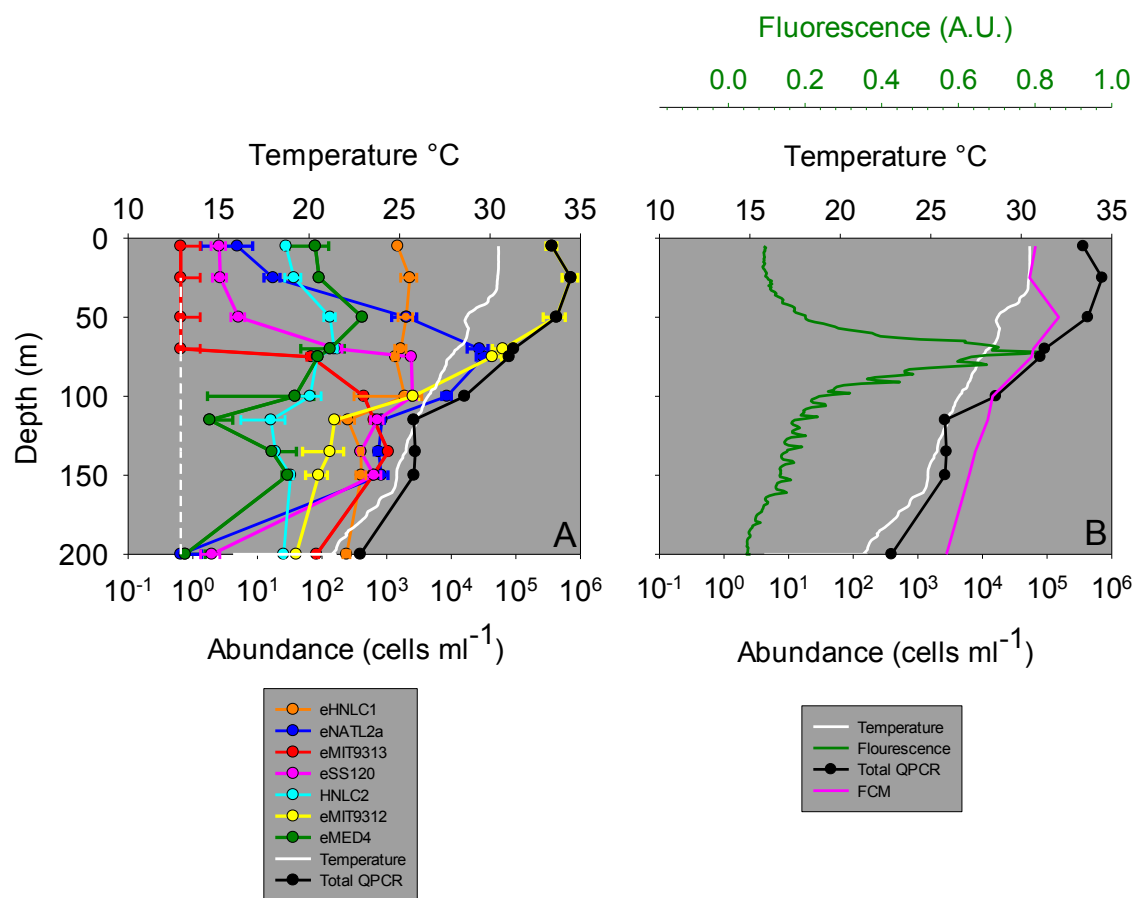 Fluorescence (A.U.)
0.0 0.2 0.4 0.6 0.8 1.0
Temperature °C
10 15 20 25 30 35
Temperature °C
10 15 20 25 30 35
Depth (m)
0
50
100
150
200
A
B
10-1 100 101 102 103 104 105 106
Abundance (cells ml-1)
10-1 100 101 102 103 104 105 106
Abundance (cells ml-1)
eHNLC1
eNATL2a
eMIT9313
eSS120
HNLC2
eMIT9312
eMED4
Temperature
Total QPCR
Temperature
Flourescence
Total QPCR
FCM